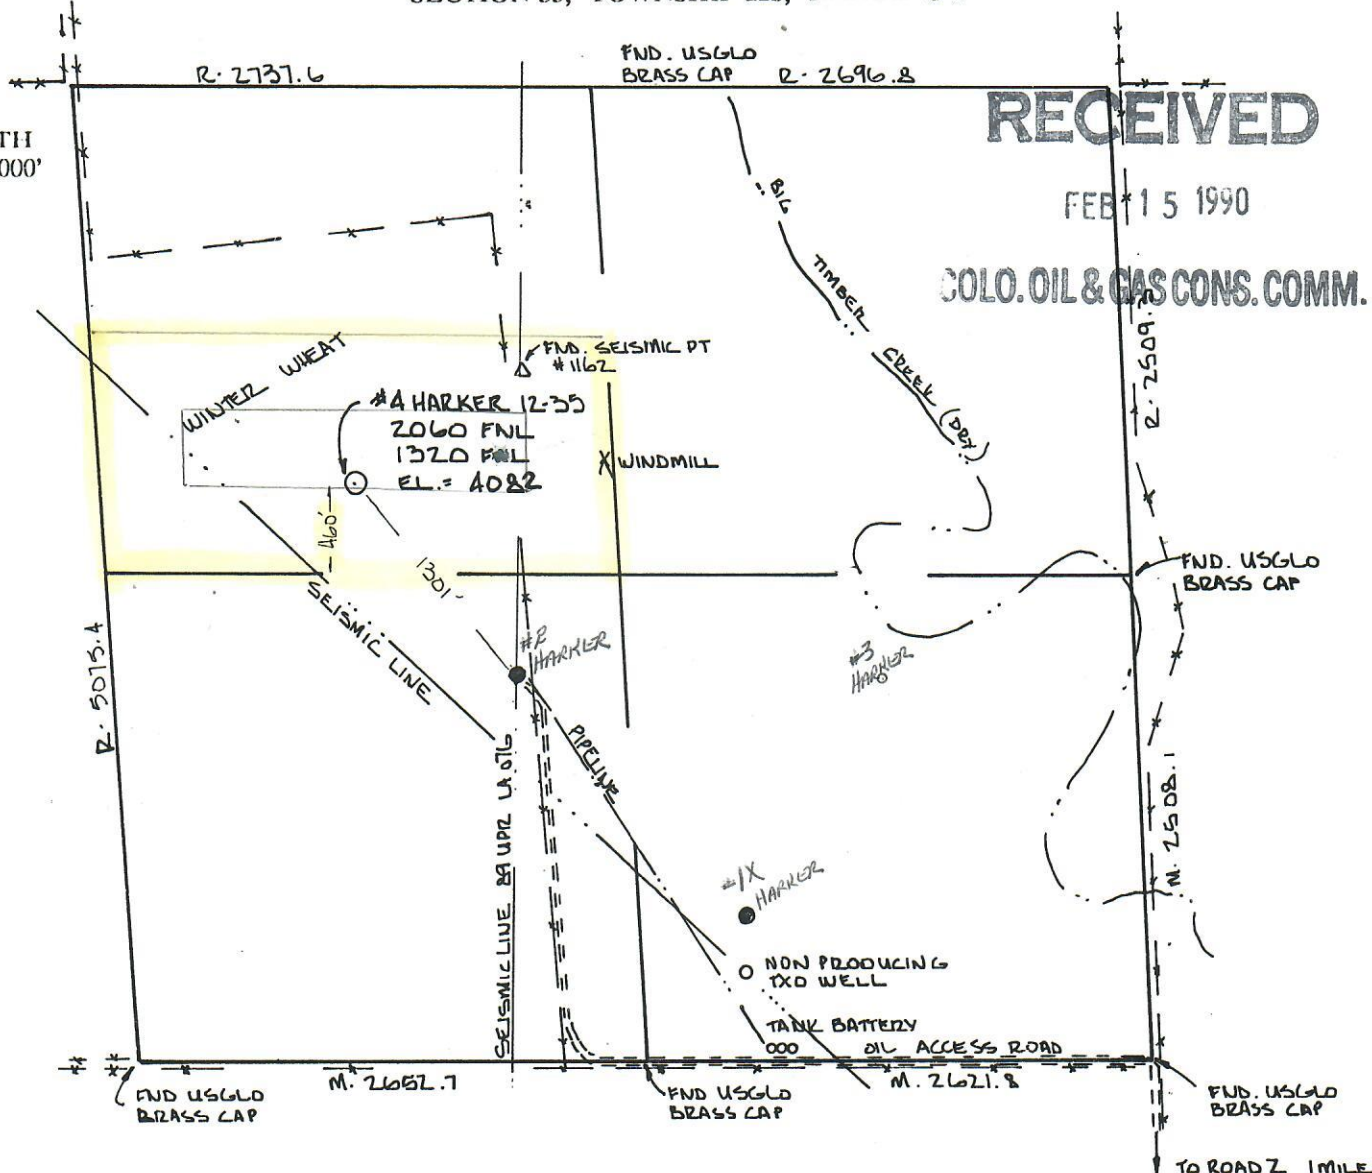 FND. USGLO
BRASS CAP
R. 2737.6
R. 2696.8
RECEIVED
FEB 15 1990
COLO. OIL & GAS CONS. COMM.
TH
000'
BIG
TIMBER
CREEK (DRY)
R. 2509.
WINTER WHEAT
FND. SEISMIC PT
#1162
#4 HARKER 12-35
2060 FNL
1320 F L
EL. = 4082
X WINDMILL
460'
1301'
FND. USGLO
BRASS CAP
SEISMIC LINE
#2
HARKER
#3
HARKER
R. 5075.4
PIPELINE
SEISMIC LINE 89 UPR LA 076
M. 2508.1
#1X
HARKER
NON PRODUCING
TXO WELL
TANK BATTERY
OIL ACCESS ROAD
M. 2652.7
M. 2621.8
FND USGLO
BRASS CAP
FND USGLO
BRASS CAP
FND. USGLO
BRASS CAP
TO ROAD Z 1 MILE